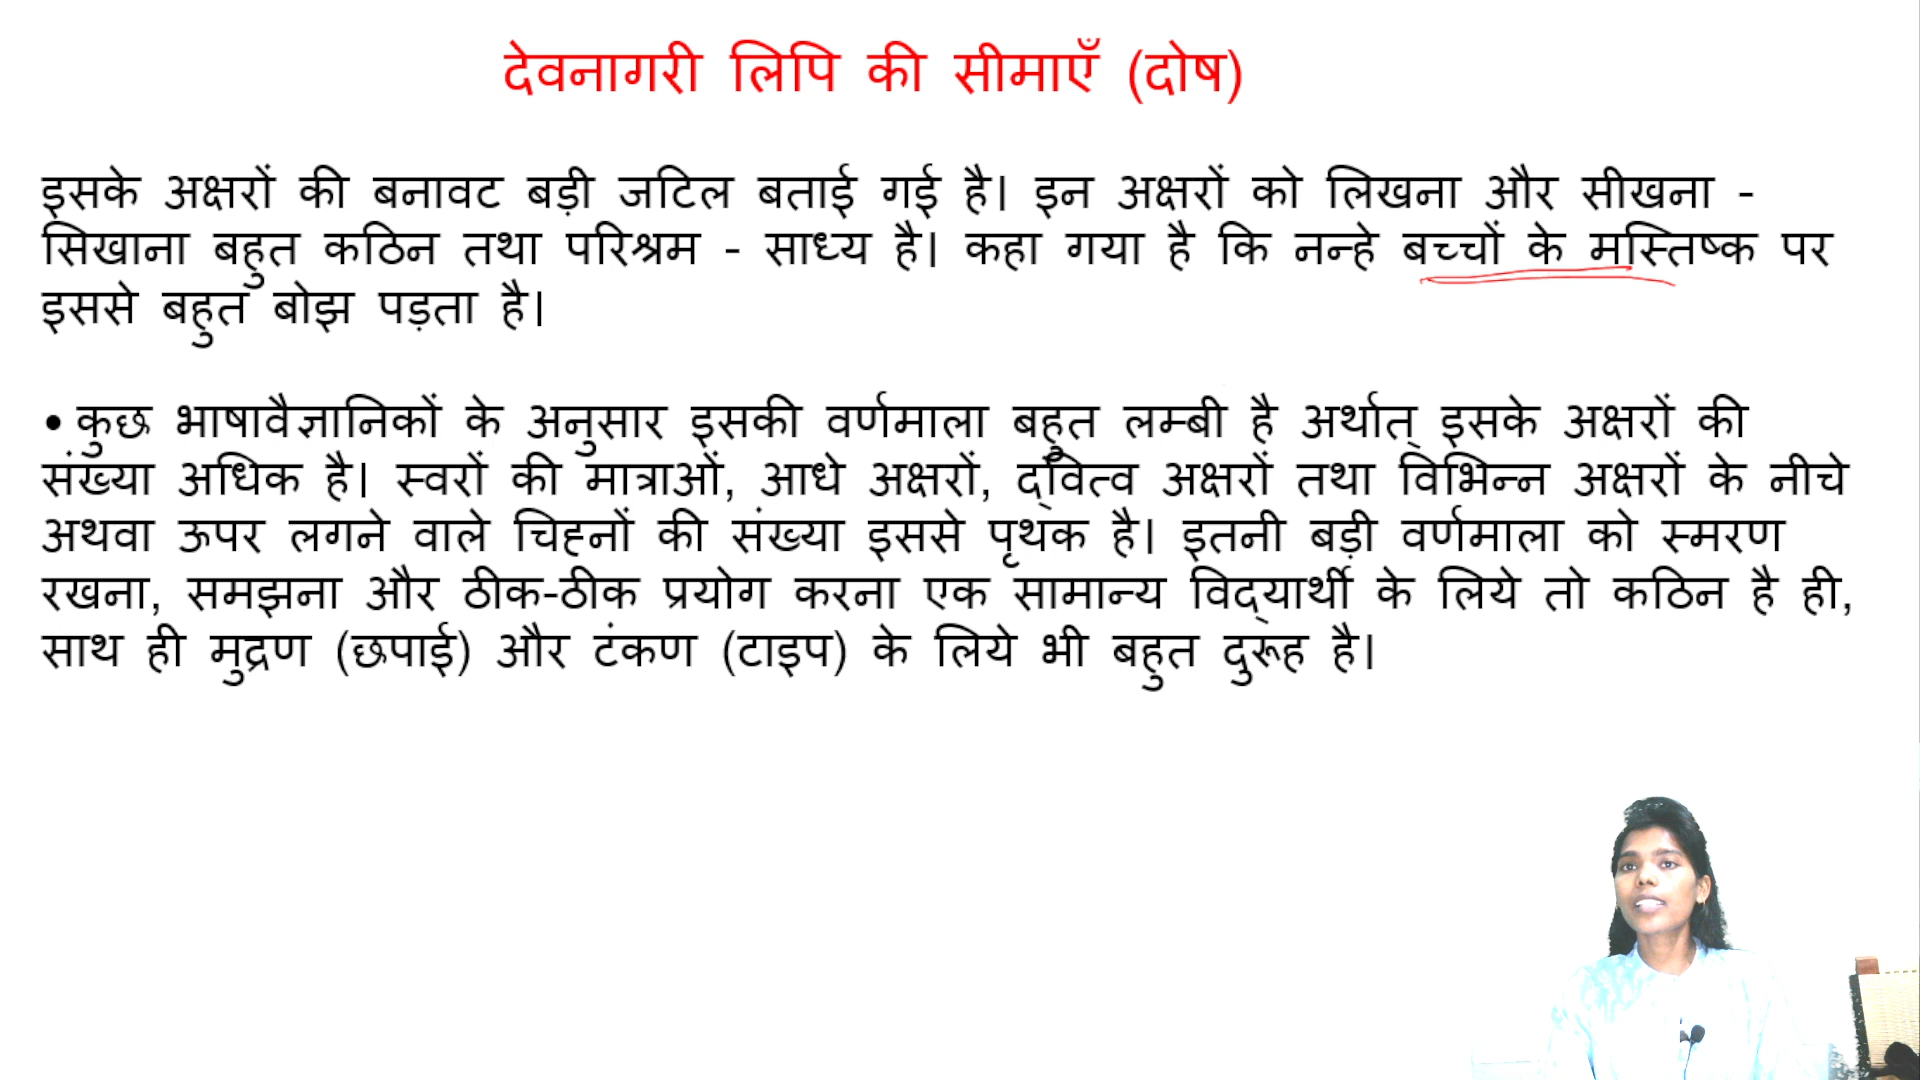 देवनागरी लिपि की सीमाएँ (दोष)
इसके अक्षरों की बनावट बड़ी जटिल बताई गई है। इन अक्षरों को लिखना और सीखना -
सिखाना बहुत कठिन तथा परिश्रम - साध्य है। कहा गया है कि नन्हे बच्चों के मस्तिष्क पर
इससे बहुत बोझ पड़ता है।
• कुछ भाषावैज्ञानिकों के अनुसार इसकी वर्णमाला बहुत लम्बी है अर्थात् इसके अक्षरों की
संख्या अधिक है। स्वरों की मात्राओं, आधे अक्षरों, द्वित्व अक्षरों तथा विभिन्न अक्षरों के नीचे
अथवा ऊपर लगने वाले चिह्नों की संख्या इससे पृथक है। इतनी बड़ी वर्णमाला को स्मरण
रखना, समझना और ठीक-ठीक प्रयोग करना एक सामान्य विद्यार्थी के लिये तो कठिन है ही,
साथ ही मुद्रण (छपाई) और टंकण (टाइप) के लिये भी बहुत दुरूह है।